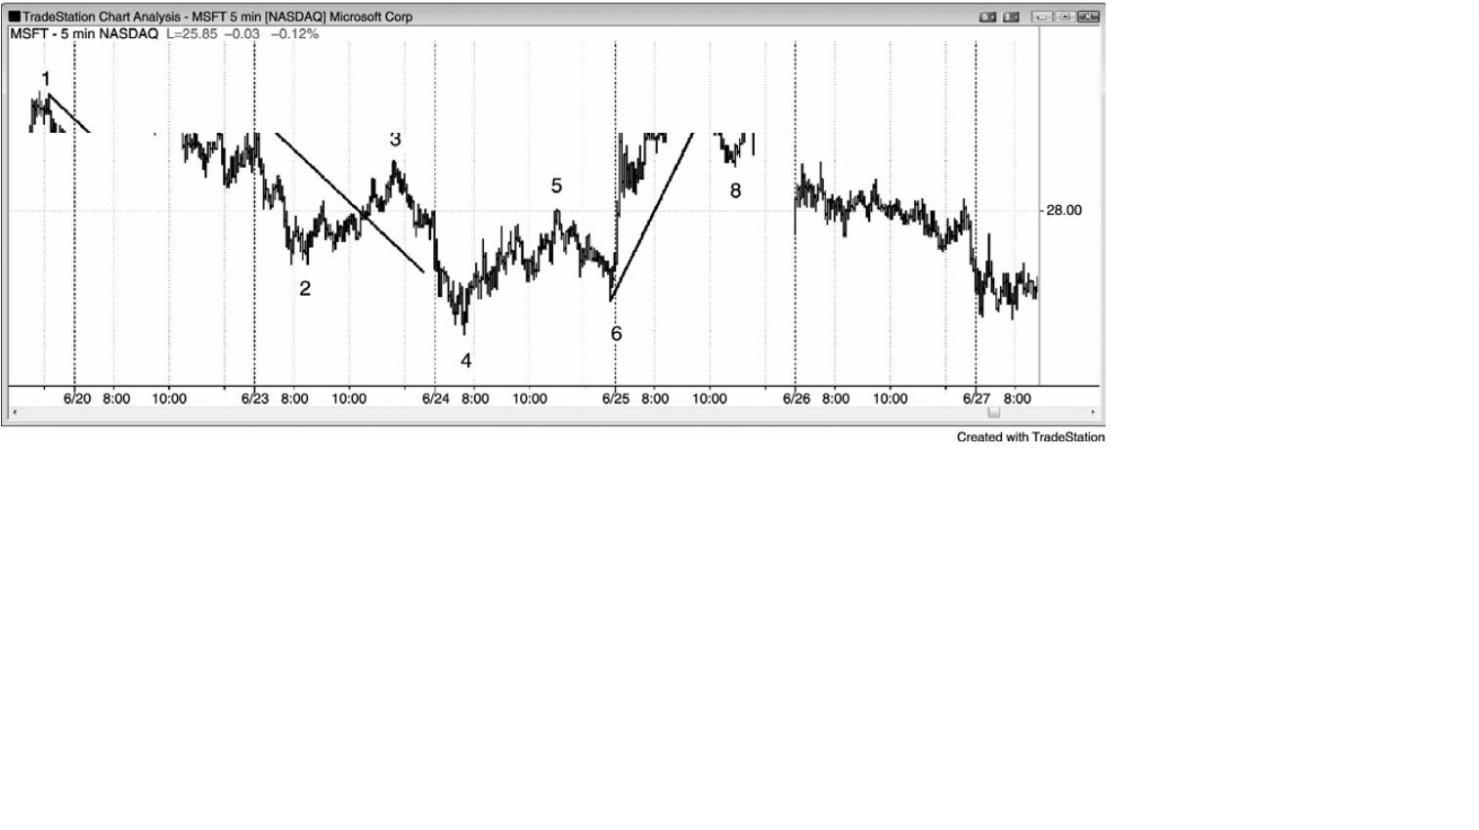 TradeStation Chart Analysis - MSFT 5 min [NASDAQ] Microsoft Corp
MSFT - 5 min NASDAQ L=25.85 −0.03 −0.12%
1
3
5
8
28.00
2
6
4
6/20 8:00 10:00 6/23 8:00 10:00 6/24 8:00 10:00 6/25 8:00 10:00 6/26 8:00 10:00 6/27 8:00
Created with TradeStation